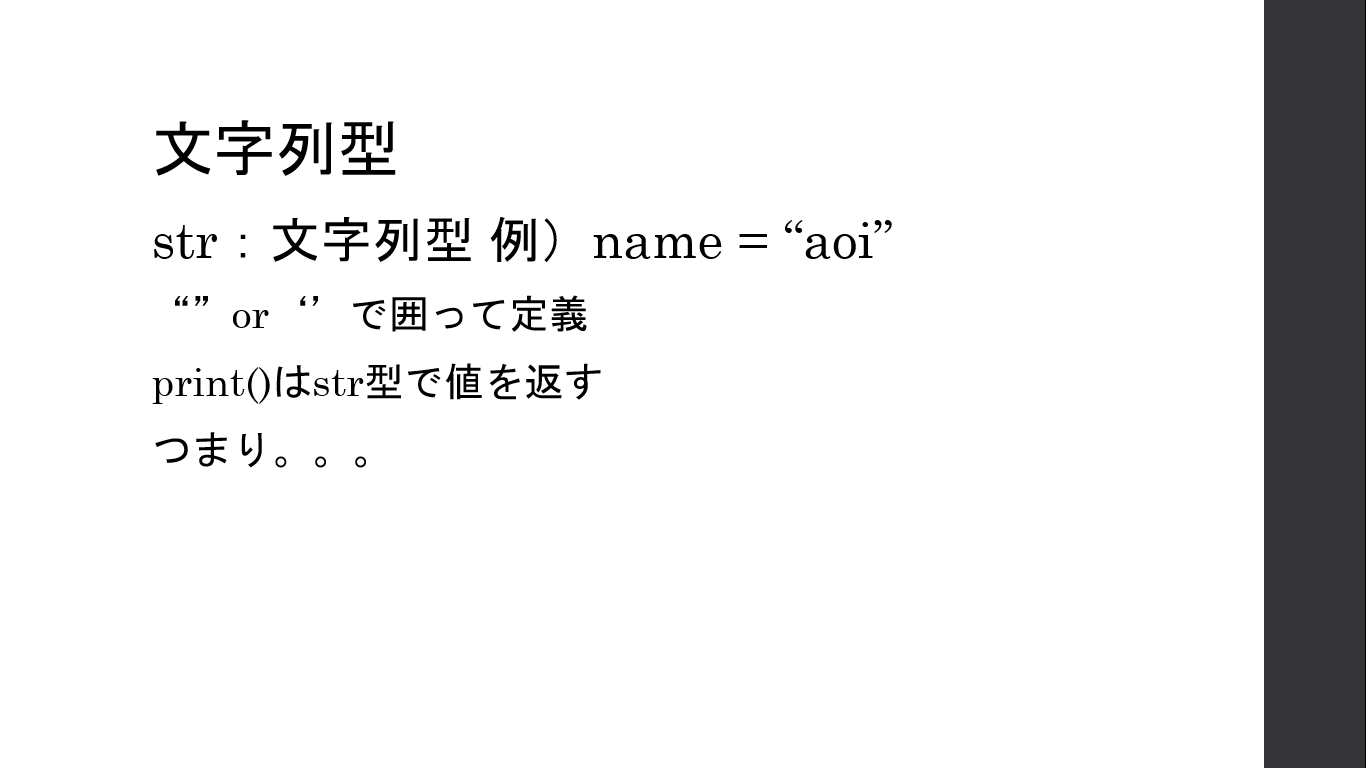 文字列型
str：文字列型 例）name = “aoi”
“” or ‘’ で囲って定義
print()はstr型で値を返す
つまり。。。